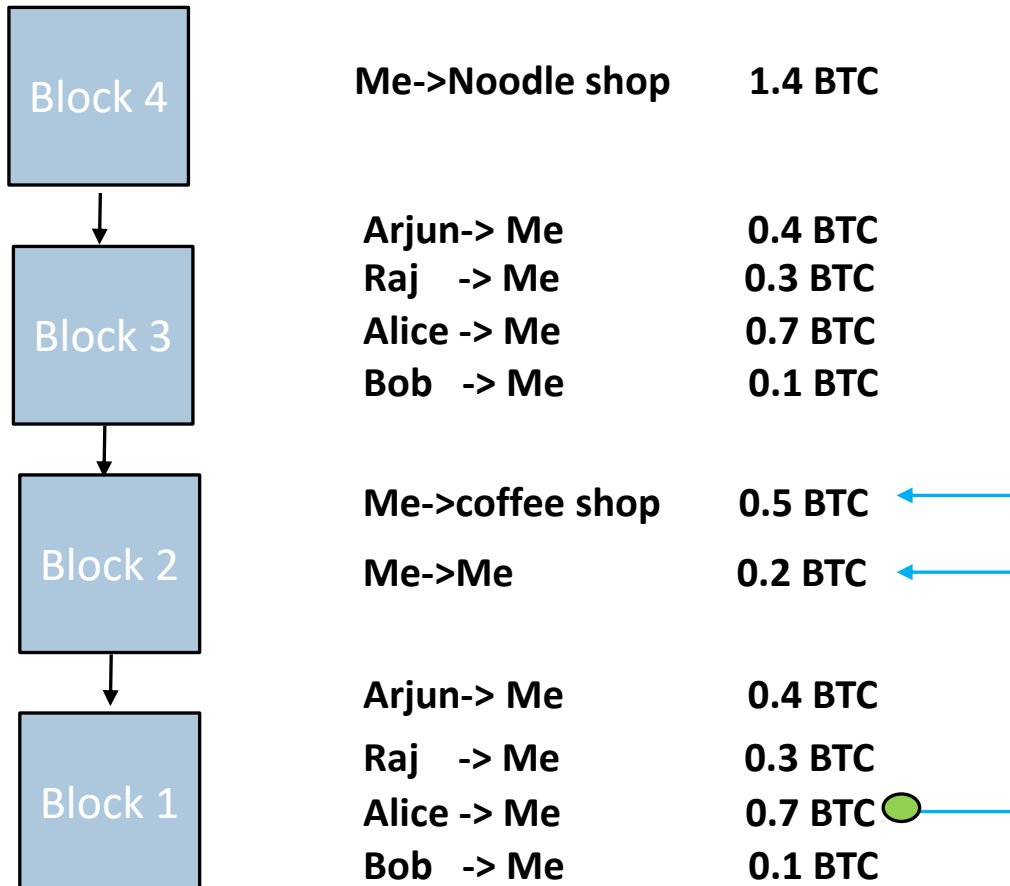 Block 4
Me->Noodle shop 1.4 BTC
Arjun-> Me 0.4 BTC
Raj -> Me 0.3 BTC
Block 3
Alice -> Me 0.7 BTC
Bob -> Me 0.1 BTC
Me->coffee shop 0.5 BTC
Block 2
Me->Me 0.2 BTC
Arjun-> Me 0.4 BTC
Raj -> Me 0.3 BTC
Block 1
Alice -> Me 0.7 BTC
Bob -> Me 0.1 BTC